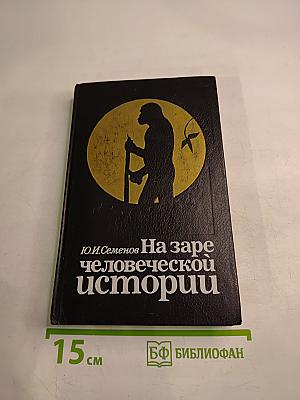 Ю.И.Семенов На заре
человеческой
истории
15 см
БФ БИБЛИОФАН